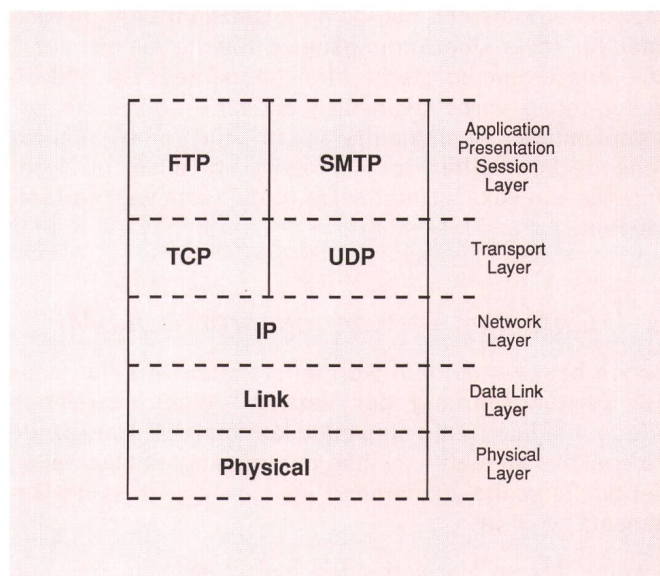 Application
Presentation
FTP SMTP Session
Layer
TCP UDP Transport
Layer
IP Network
Layer
Link Data Link
Layer
Physical Physical
Layer